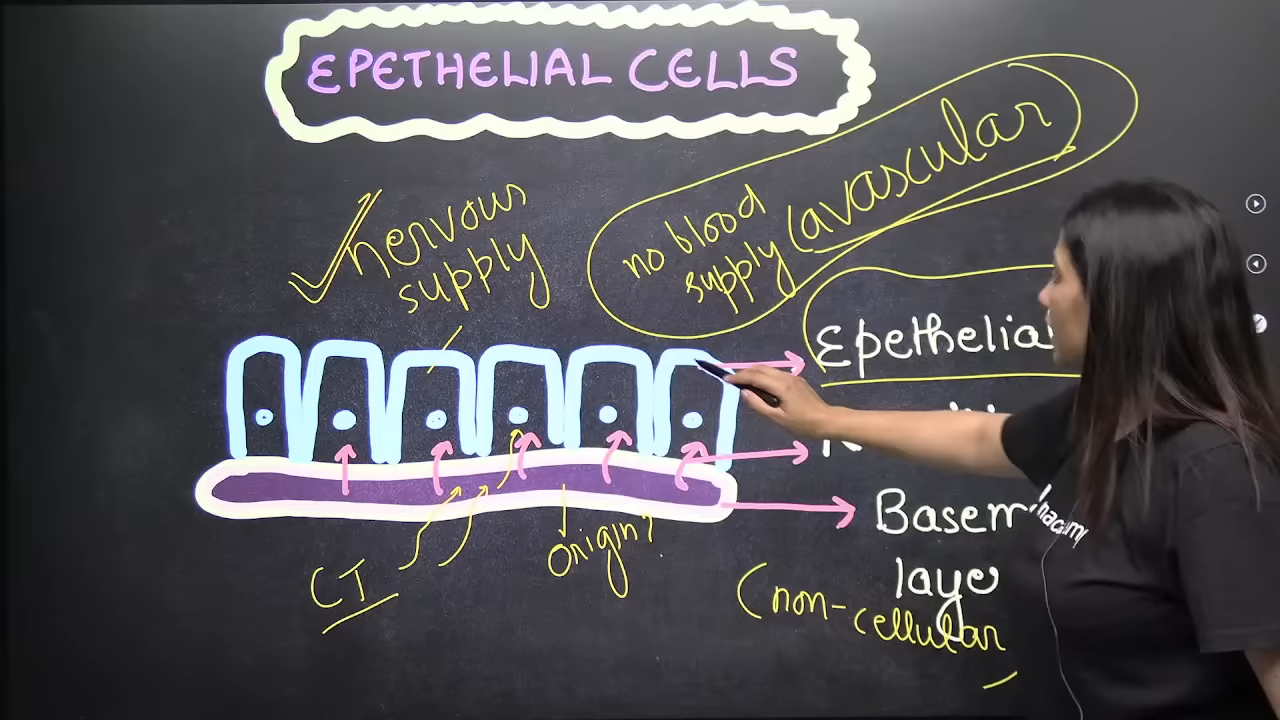 EPETHELIAL CELLS
nervous
supply
no blood
supply (avascular)
Epethelia
Basem
laye
(non-cellular
origin?
CT